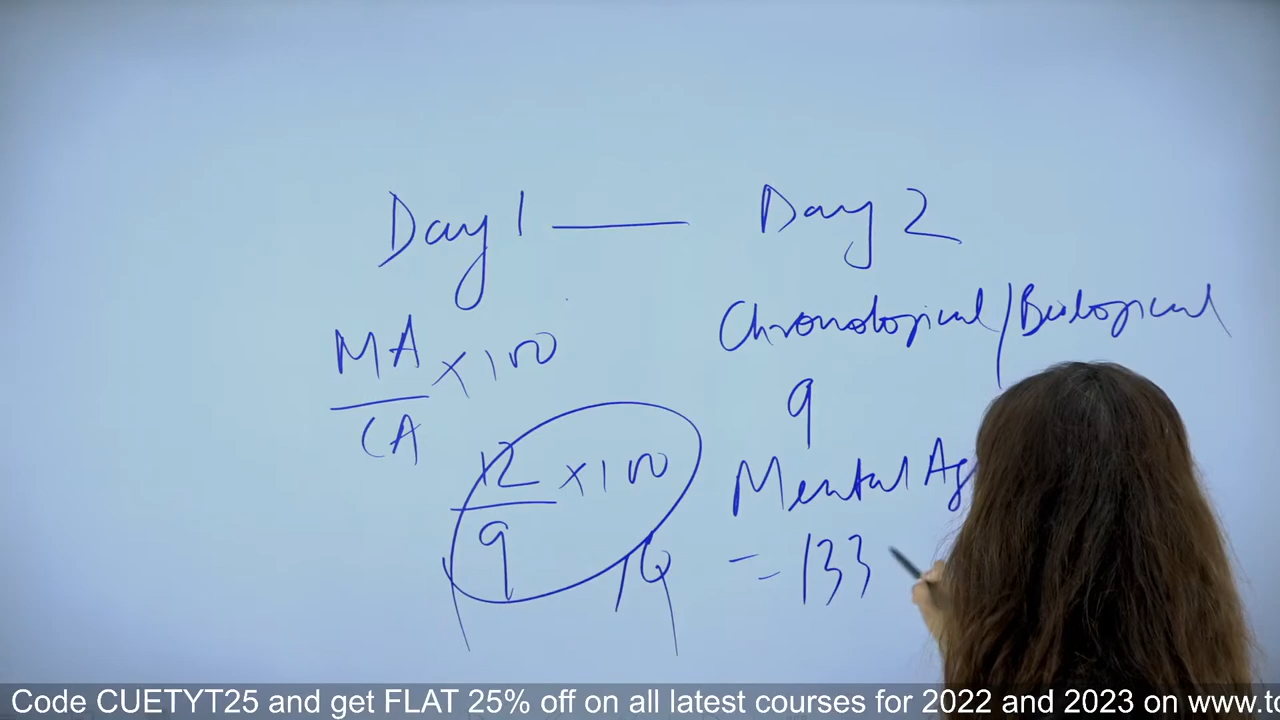 Day 1 — Day 2
Chronological/Biological
MA/CA ×100
9
12/9 ×100
Mental Ag
IQ = 133
Code CUETYT25 and get FLAT 25% off on all latest courses for 2022 and 2023 on www.to